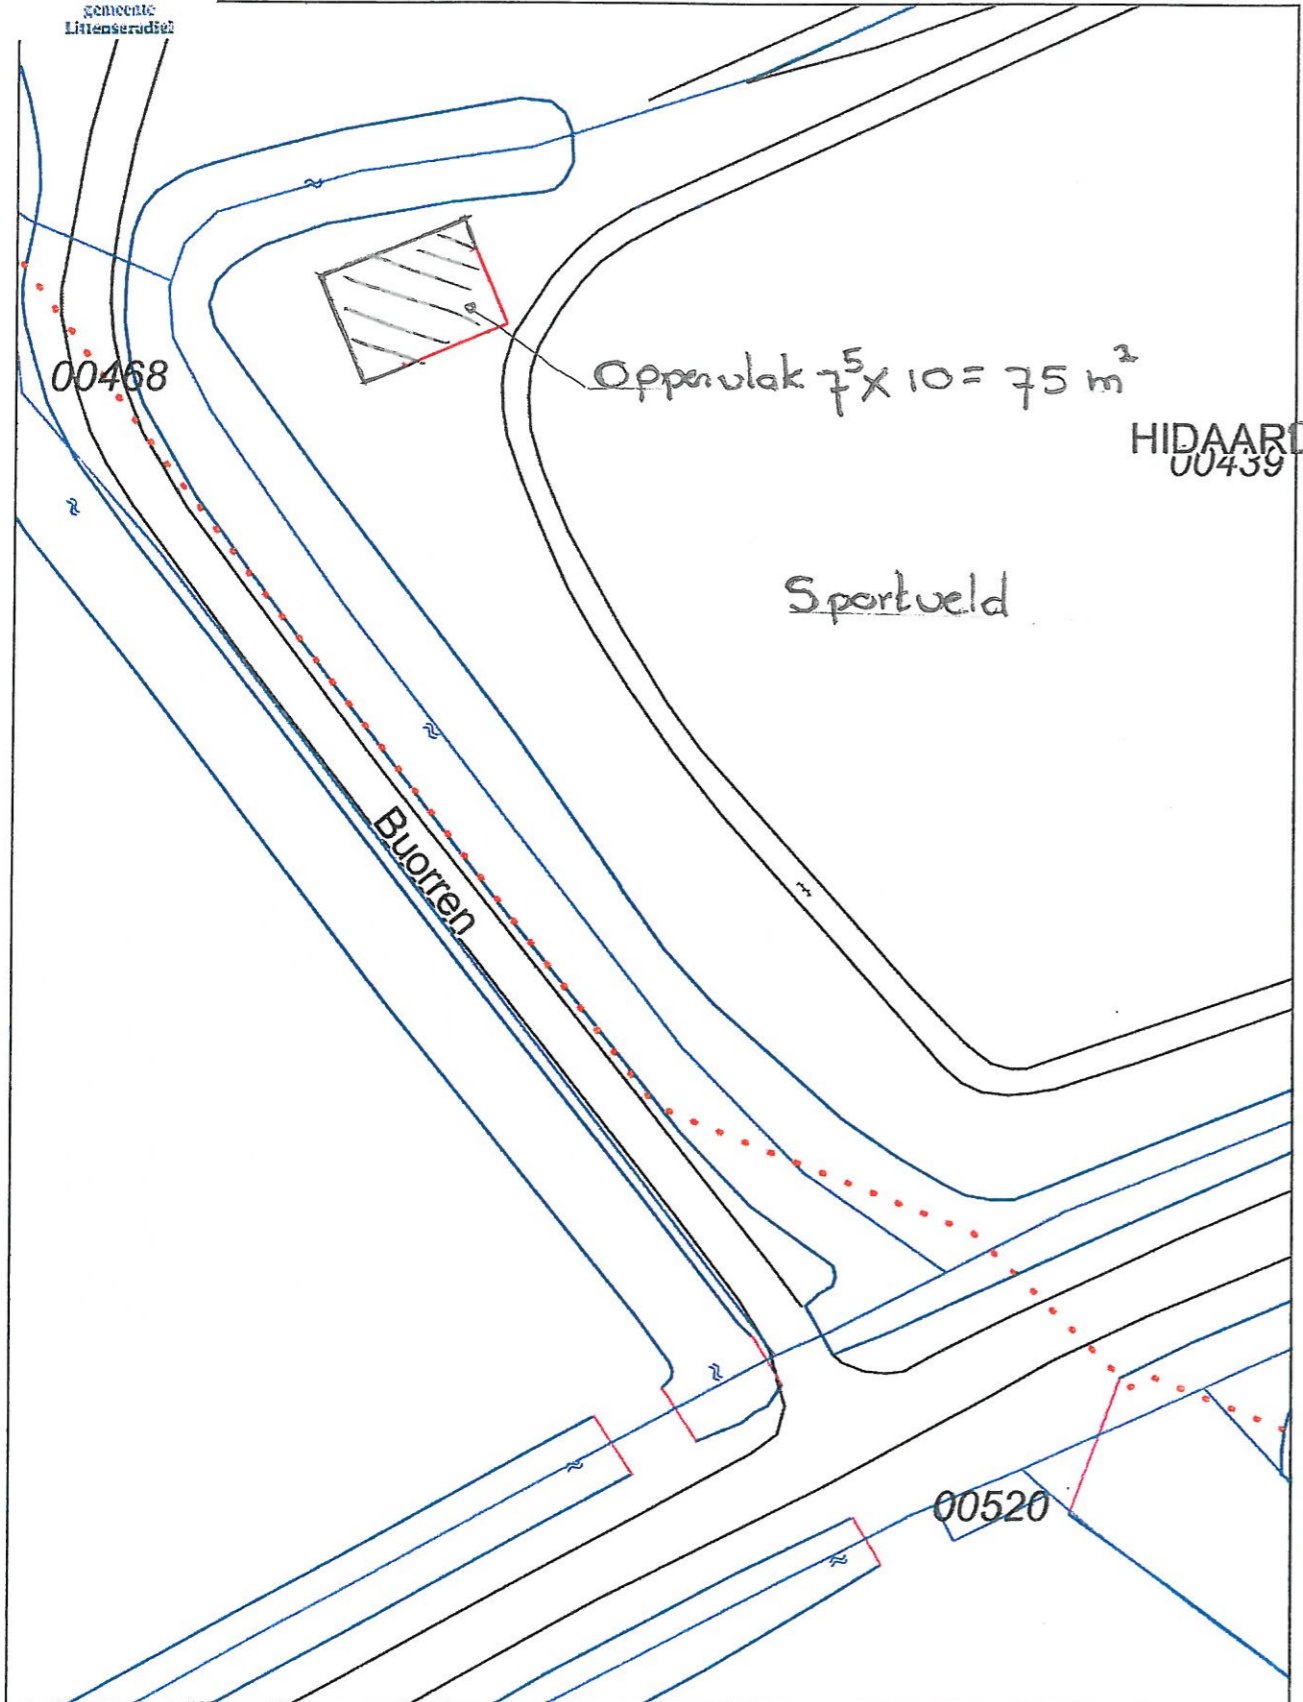 gemeente
Littenseradiel
00468
Oppervlak 7⁵ x 10 = 75 m²
HIDAARD
00439
Sportveld
Buorren
00520